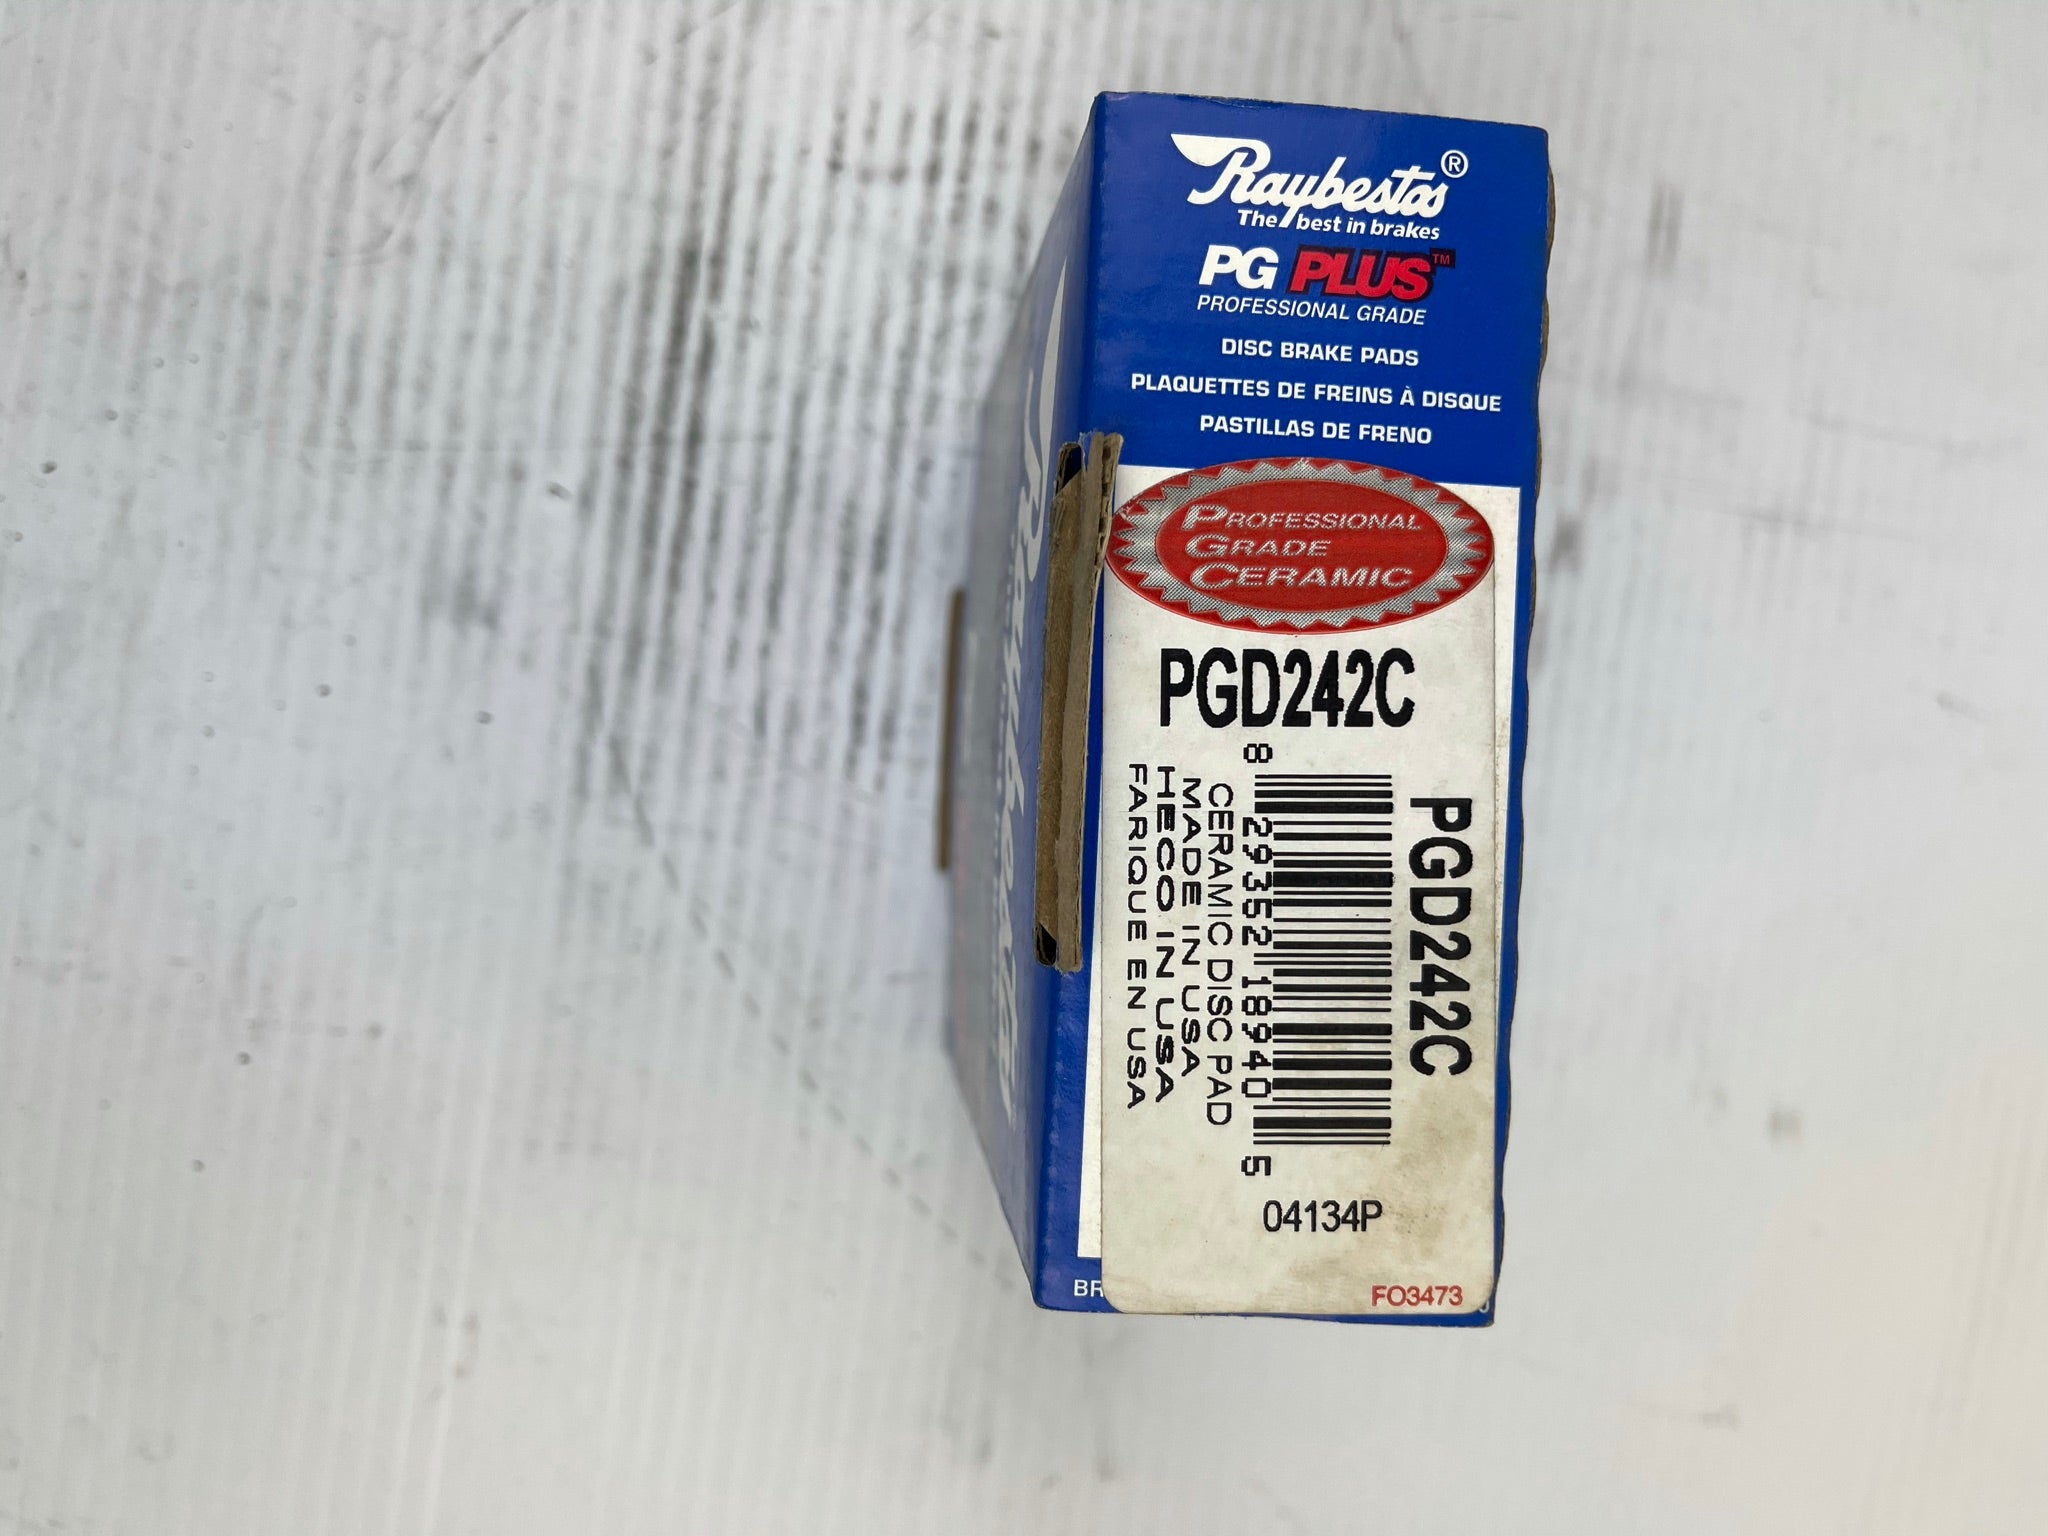 Raybestos®
The best in brakes
PG PLUS™
PROFESSIONAL GRADE
DISC BRAKE PADS
PLAQUETTES DE FREINS À DISQUE
PASTILLAS DE FRENO
PROFESSIONAL
GRADE
CERAMIC
PGD242C
PGD242C
8 29352 18940 5
CERAMIC DISC PAD
MADE IN USA
HECO IN USA
FARIQUE EN USA
04134P
FO3473
BR
Raybestos